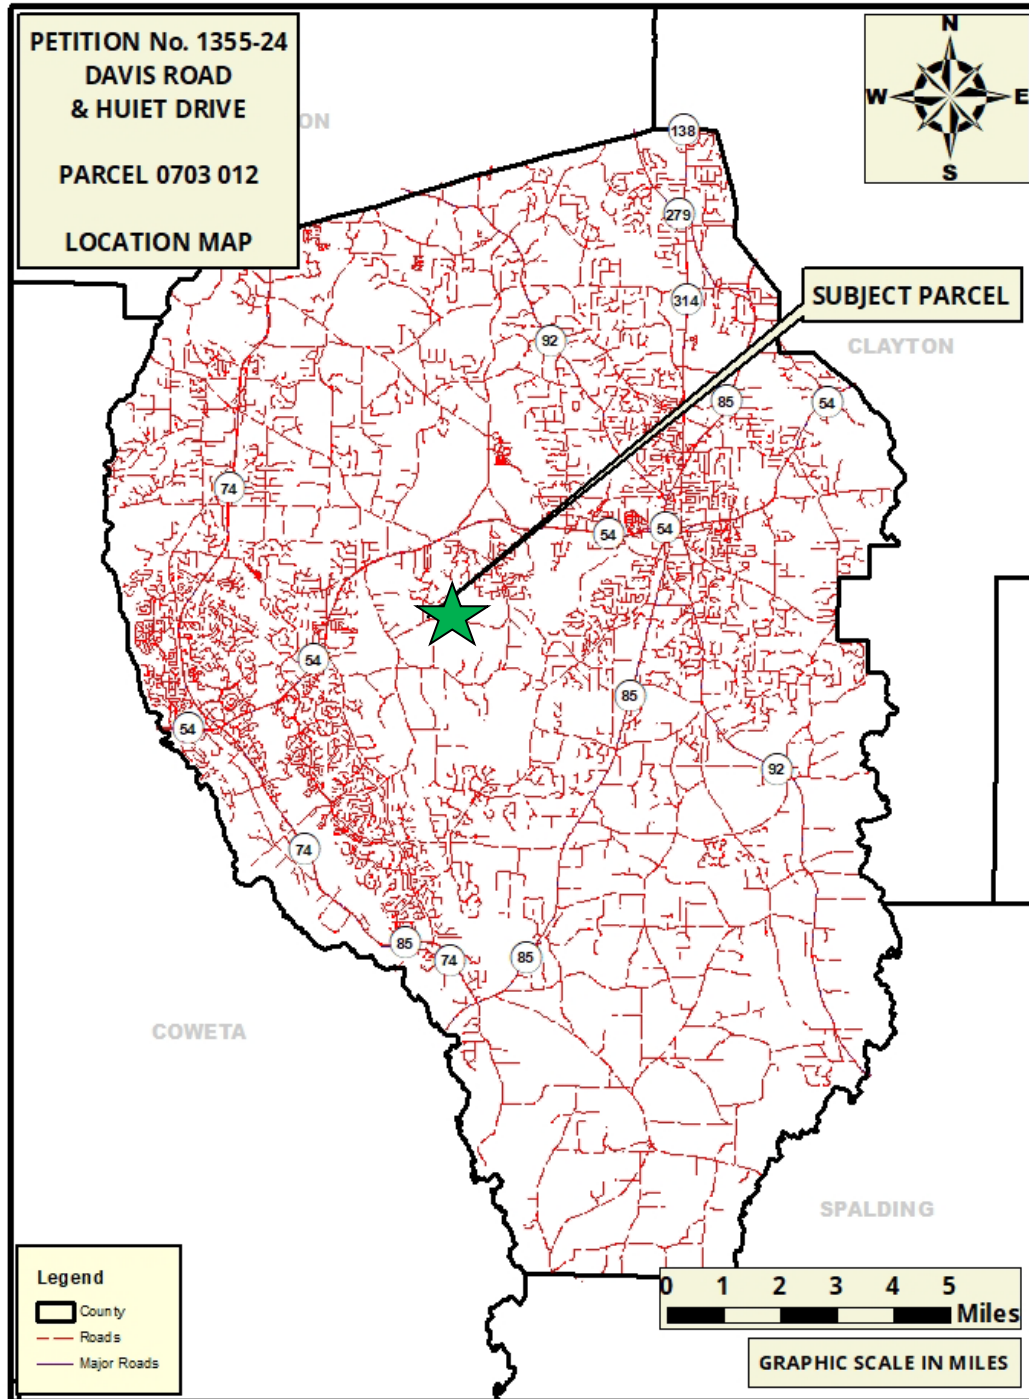 PETITION No. 1355-24
DAVIS ROAD
& HUIET DRIVE
PARCEL 0703 012
LOCATION MAP
ON
N
W
E
S
138
279
314
SUBJECT PARCEL
CLAYTON
92
85
54
74
54
54
54
85
54
92
74
85
74
85
COWETA
SPALDING
Legend
County
Roads
Major Roads
0 1 2 3 4 5
Miles
GRAPHIC SCALE IN MILES